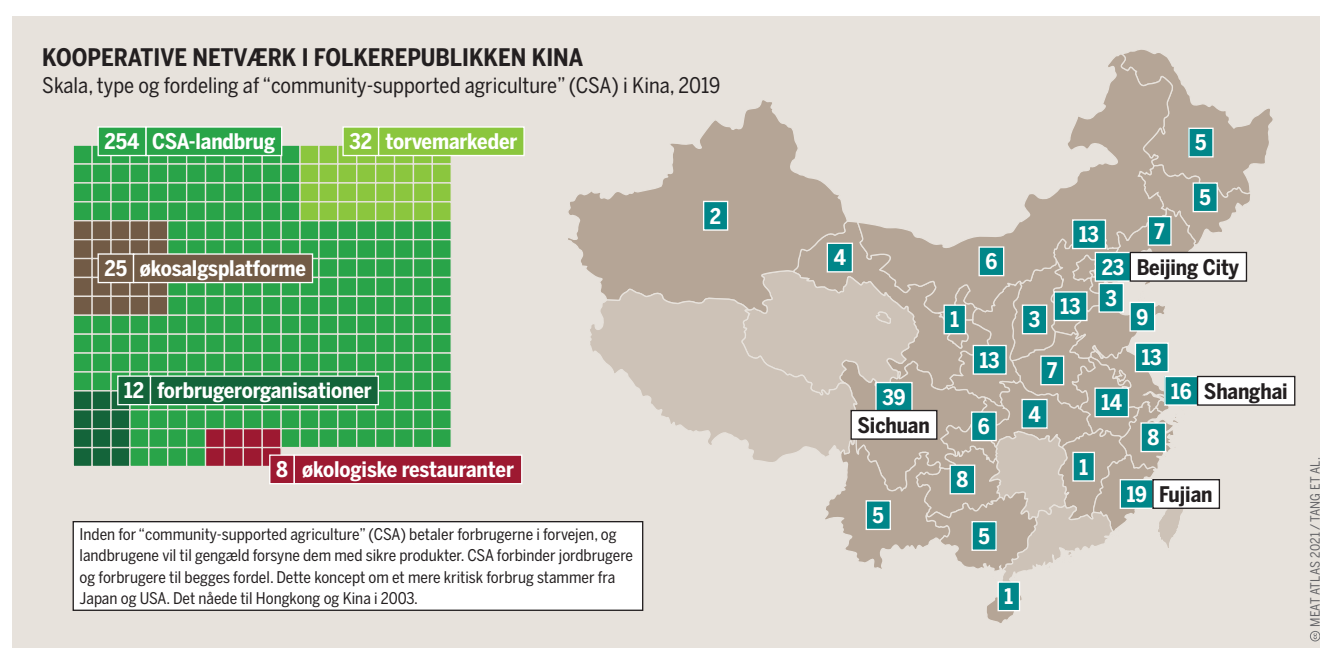 KOOPERATIVE NETVÆRK I FOLKEREPUBLIKKEN KINA
Skala, type og fordeling af “community-supported agriculture” (CSA) i Kina, 2019
254 CSA-landbrug
32 torvemarkeder
25 økosalgsplatforme
12 forbrugerorganisationer
8 økologiske restauranter
Inden for “community-supported agriculture” (CSA) betaler forbrugerne i forvejen, og
landbrugene vil til gengæld forsyne dem med sikre produkter. CSA forbinder jordbrugere
og forbrugere til begges fordel. Dette koncept om et mere kritisk forbrug stammer fra
Japan og USA. Det nåede til Hongkong og Kina i 2003.
5
5
2
7
13
4
6
23 Beijing City
3
13
9
1
3
13
13
7
16 Shanghai
39
Sichuan
14
4
6
8
1
8
19 Fujian
5
5
1
© MEAT ATLAS 2021 / TANG ET AL.